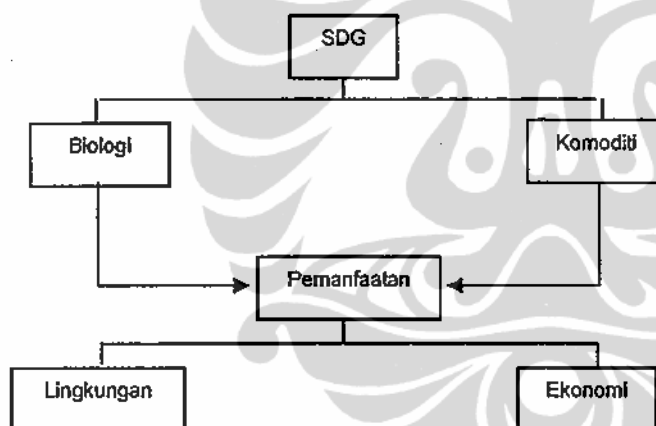 SDG
Biologi
Komoditi
Pemanfaatan
Lingkungan
Ekonomi